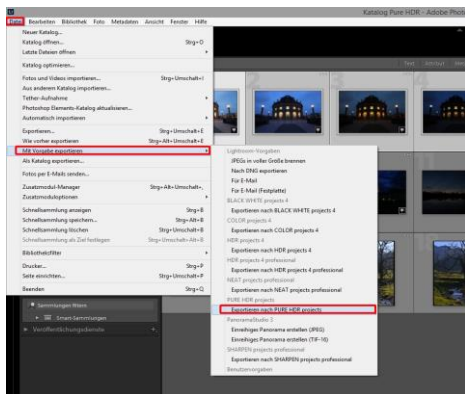 Katalog Pure HDR - Adobe Phot
Datei Bearbeiten Bibliothek Foto Metadaten Ansicht Fenster Hilfe
Neuer Katalog...
Katalog öffnen... Strg+O
Letzte Dateien öffnen
Katalog optimieren...
Fotos und Videos importieren... Strg+Umschalt+I
Aus anderem Katalog importieren...
Tether-Aufnahme
Photoshop Elements-Katalog aktualisieren...
Automatisch importieren
Exportieren... Strg+Umschalt+E
Wie vorher exportieren Strg+Alt+Umschalt+E
Mit Vorgabe exportieren
Als Katalog exportieren...
Fotos per E-Mails senden...
Zusatzmodul-Manager Strg+Alt+Umschalt+,
Zusatzmoduloptionen
Schnellsammlung anzeigen Strg+B
Schnellsammlung speichern... Strg+Alt+B
Schnellsammlung löschen Strg+Umschalt+B
Schnellsammlung als Ziel festlegen Strg+Umschalt+Alt+B
Bibliotheksfilter
Drucker... Strg+P
Seite einrichten... Strg+Umschalt+P
Beenden Strg+Q
Sammlungen filtern
Smart-Sammlungen
Veröffentlichungsdienste
Text Attribut
Lightroom-Vorgaben
JPEGs in voller Größe brennen
Nach DNG exportieren
Für E-Mail
Für E-Mail (Festplatte)
BLACK WHITE projects 4
Exportieren nach BLACK WHITE projects 4
COLOR projects 4
Exportieren nach COLOR projects 4
HDR projects 4
Exportieren nach HDR projects 4
HDR projects 4 professional
Exportieren nach HDR projects 4 professional
NEAT projects professional
Exportieren nach NEAT projects professional
PURE HDR projects
Exportieren nach PURE HDR projects
PanoramaStudio 3
Einreihiges Panorama erstellen (JPEG)
Einreihiges Panorama erstellen (TIF-16)
SHARPEN projects professional
Exportieren nach SHARPEN projects professional
Benutzervorgaben